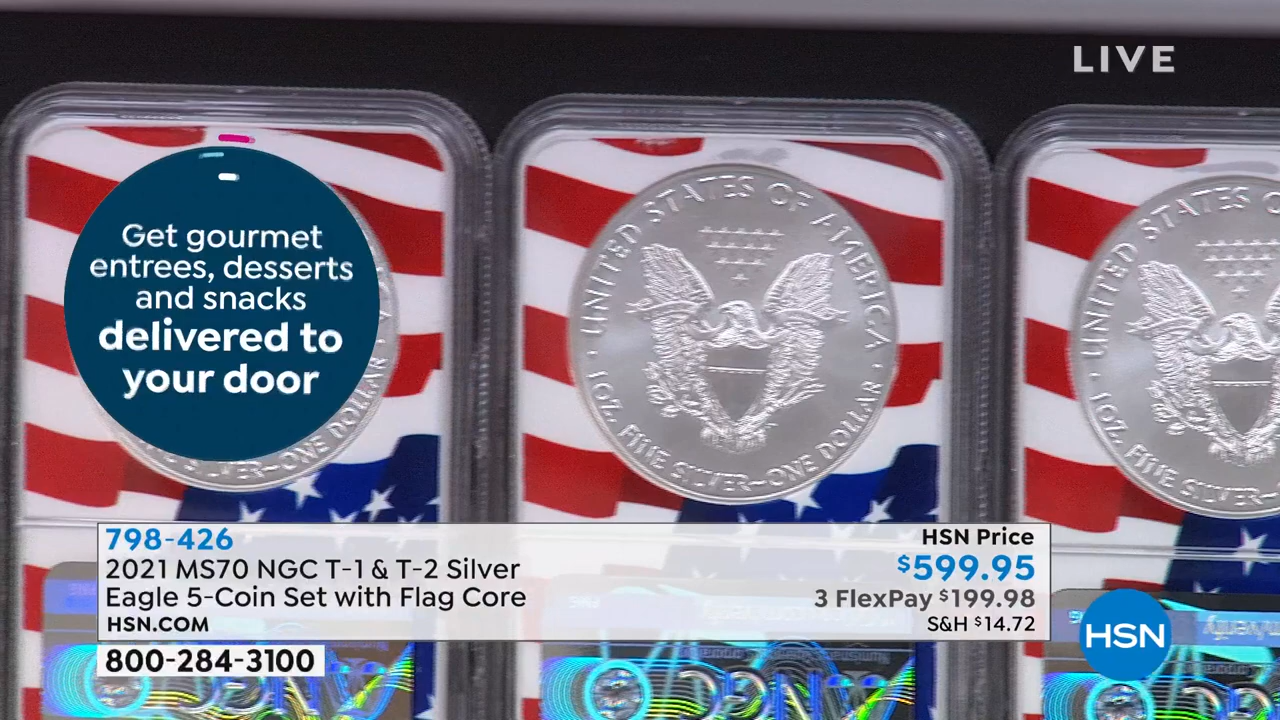 LIVE
Get gourmet
entrees, desserts
and snacks
delivered to
your door
SILVER–ONE DOLLAR
UNITED STATES OF AMERICA
1 OZ. FINE SILVER–ONE DOLLAR
UNITED STATES O
1 OZ. FINE SILVER–
798-426
2021 MS70 NGC T-1 & T-2 Silver
Eagle 5-Coin Set with Flag Core
HSN.COM
HSN Price
$599.95
3 FlexPay $199.98
S&H $14.72
800-284-3100
HSN